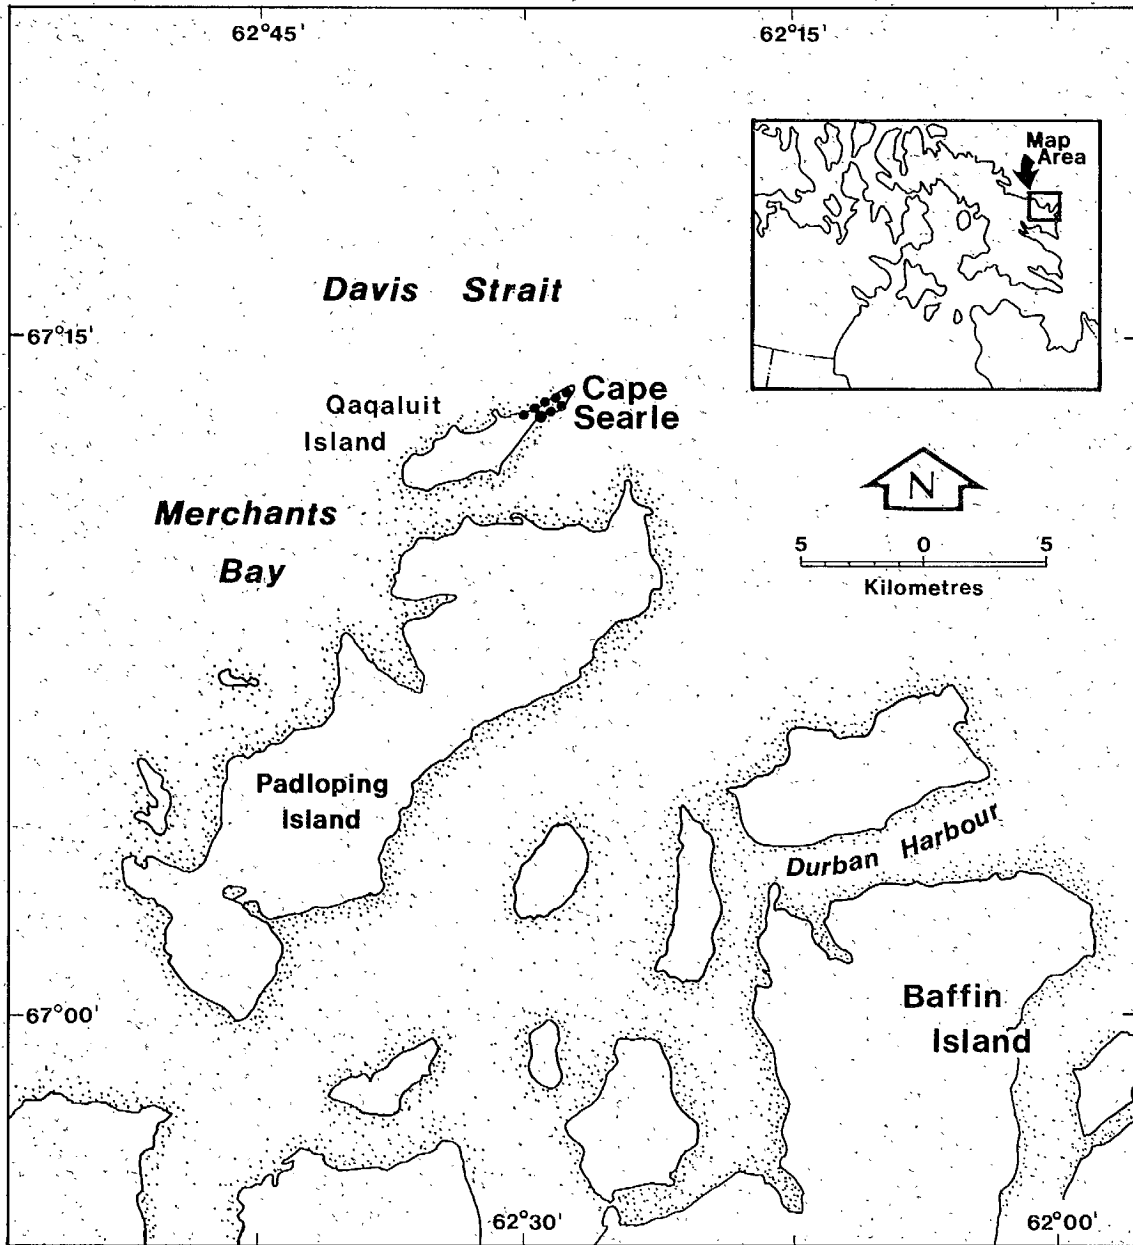 62°45'
62°15'
Map
Area
Davis Strait
67°15'
Qaqaluit
Island
Cape
Searle
N
Merchants
Bay
5 0 5
Kilometres
Padloping
Island
Durban Harbour
67°00'
Baffin
Island
62°30'
62°00'